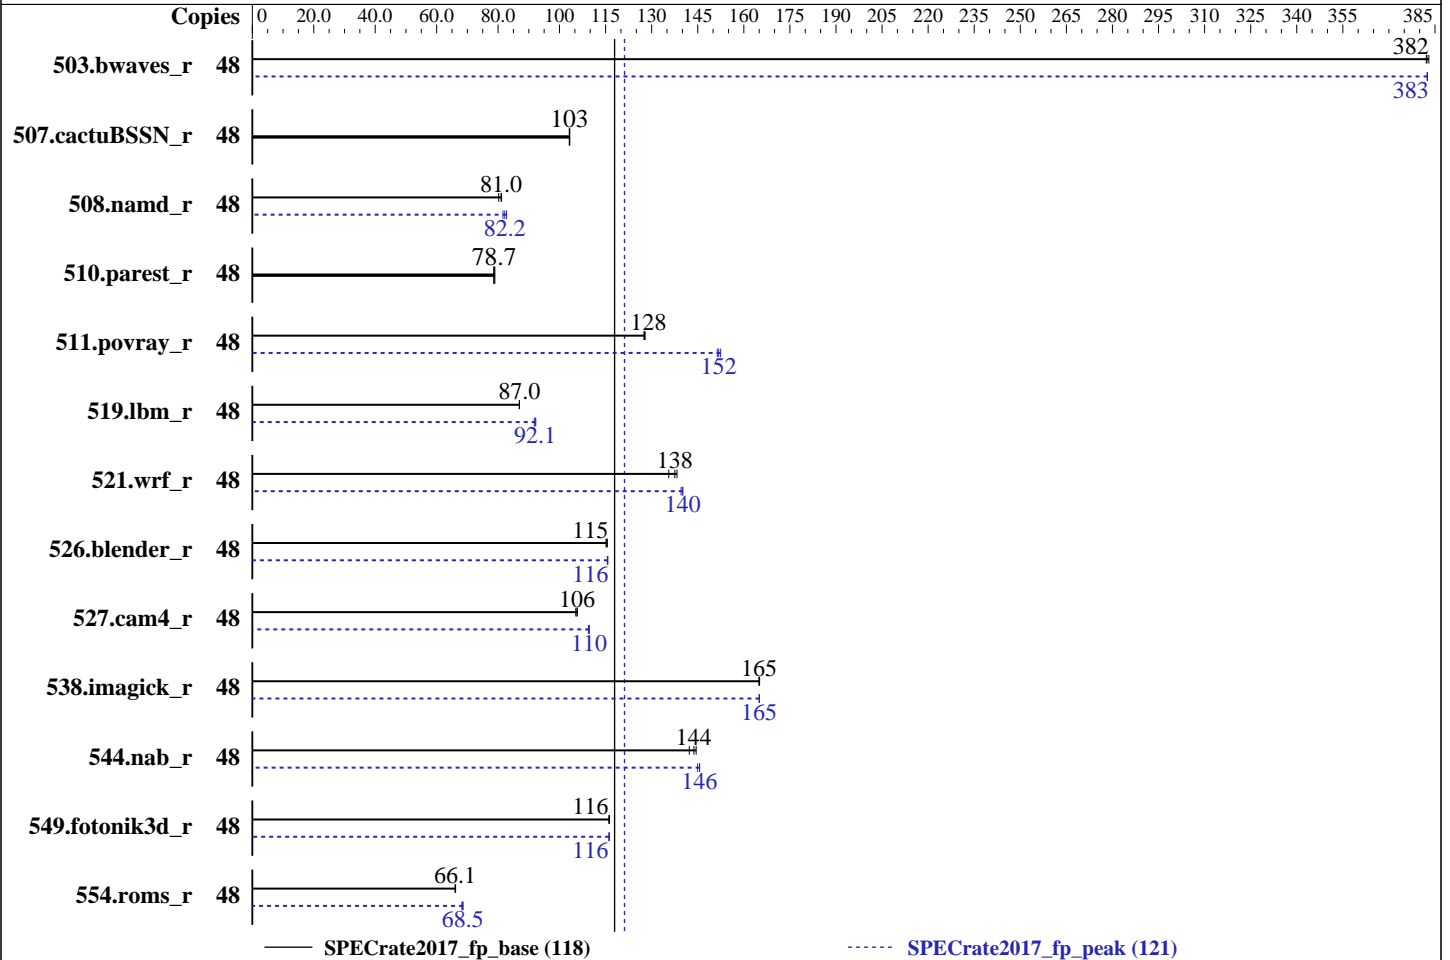 Copies 0 20.0 40.0 60.0 80.0 100 115 130 145 160 175 190 205 220 235 250 265 280 295 310 325 340 355 385
503.bwaves_r 48 382
383
507.cactuBSSN_r 48 103
508.namd_r 48 81.0
82.2
510.parest_r 48 78.7
511.povray_r 48 128
152
519.lbm_r 48 87.0
92.1
521.wrf_r 48 138
140
526.blender_r 48 115
116
527.cam4_r 48 106
110
538.imagick_r 48 165
165
544.nab_r 48 144
146
549.fotonik3d_r 48 116
116
554.roms_r 48 66.1
68.5
SPECrate2017_fp_base (118) SPECrate2017_fp_peak (121)